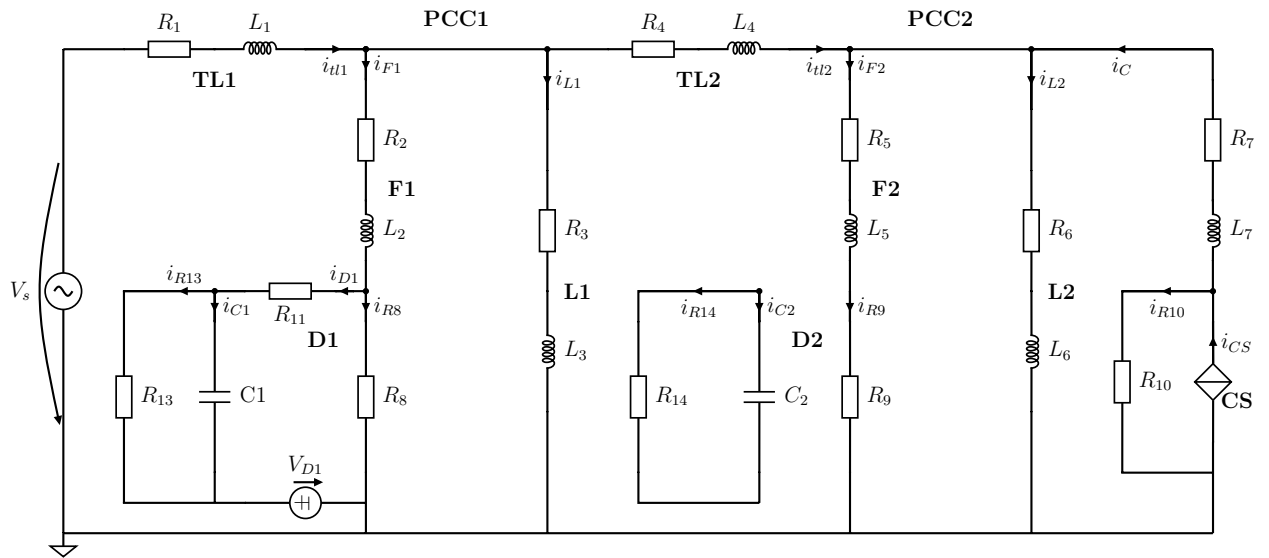 PCC1
PCC2
R1
L1
R4
L4
itl1
iF1
iL1
itl2
iF2
iL2
iC
TL1
TL2
R2
R5
R7
F1
F2
L2
R3
L5
R6
L7
Vs
iR13
iD1
iC1
R11
iR8
D1
L1
iR14
iC2
D2
iR9
L2
iR10
L3
L6
iCS
R13
C1
R8
R14
C2
R9
R10
CS
VD1